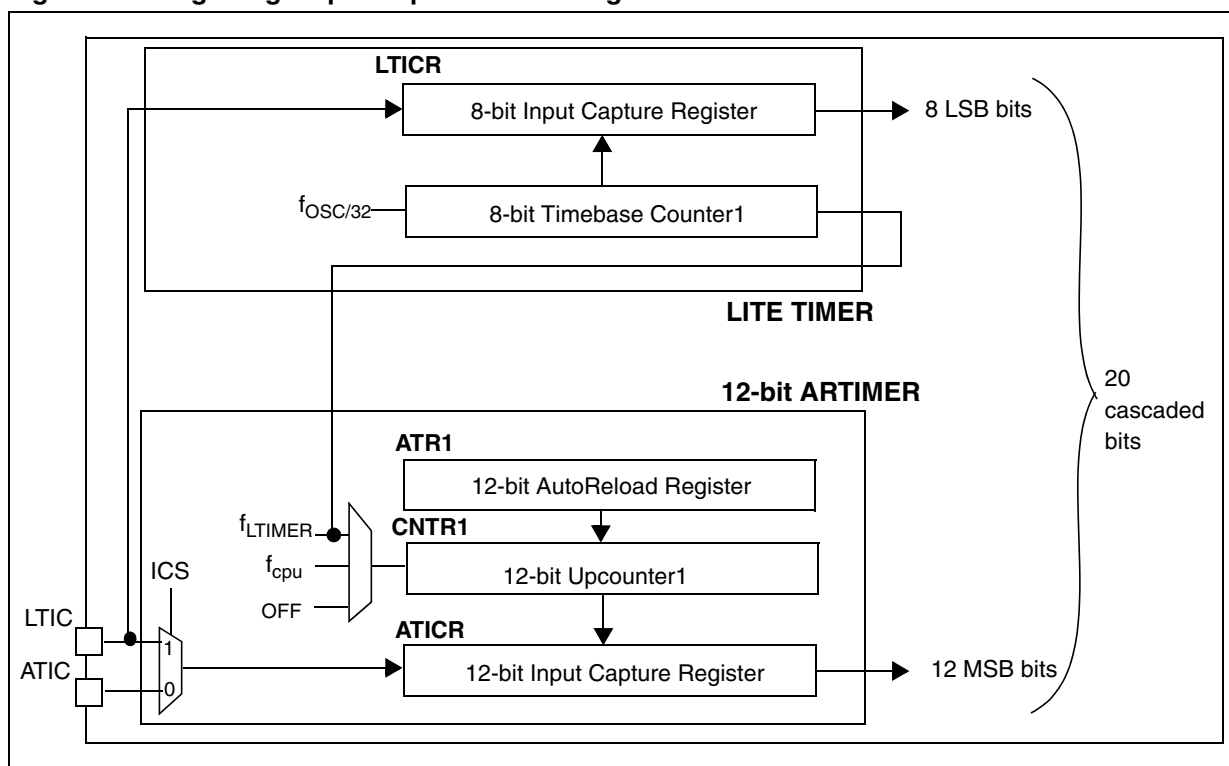 LTICR
8-bit Input Capture Register
8 LSB bits
fOSC/32
8-bit Timebase Counter1
LITE TIMER
20
cascaded
bits
12-bit ARTIMER
ATR1
12-bit AutoReload Register
fLTIMER
CNTR1
fcpu
12-bit Upcounter1
ICS
OFF
LTIC
1
ATICR
ATIC
12-bit Input Capture Register
12 MSB bits
0